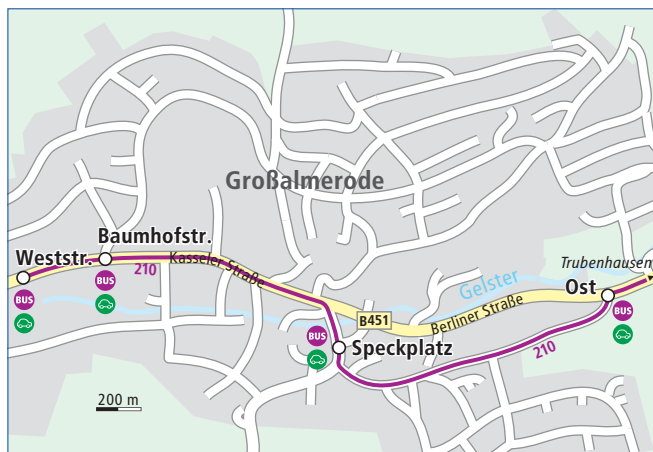 Großalmerode
Baumhofstr.
Weststr.
210
Kasseler Straße
BUS
BUS
Trubenhausen
Gelster
Ost
B451
Berliner Straße
BUS
BUS
Speckplatz
210
200 m